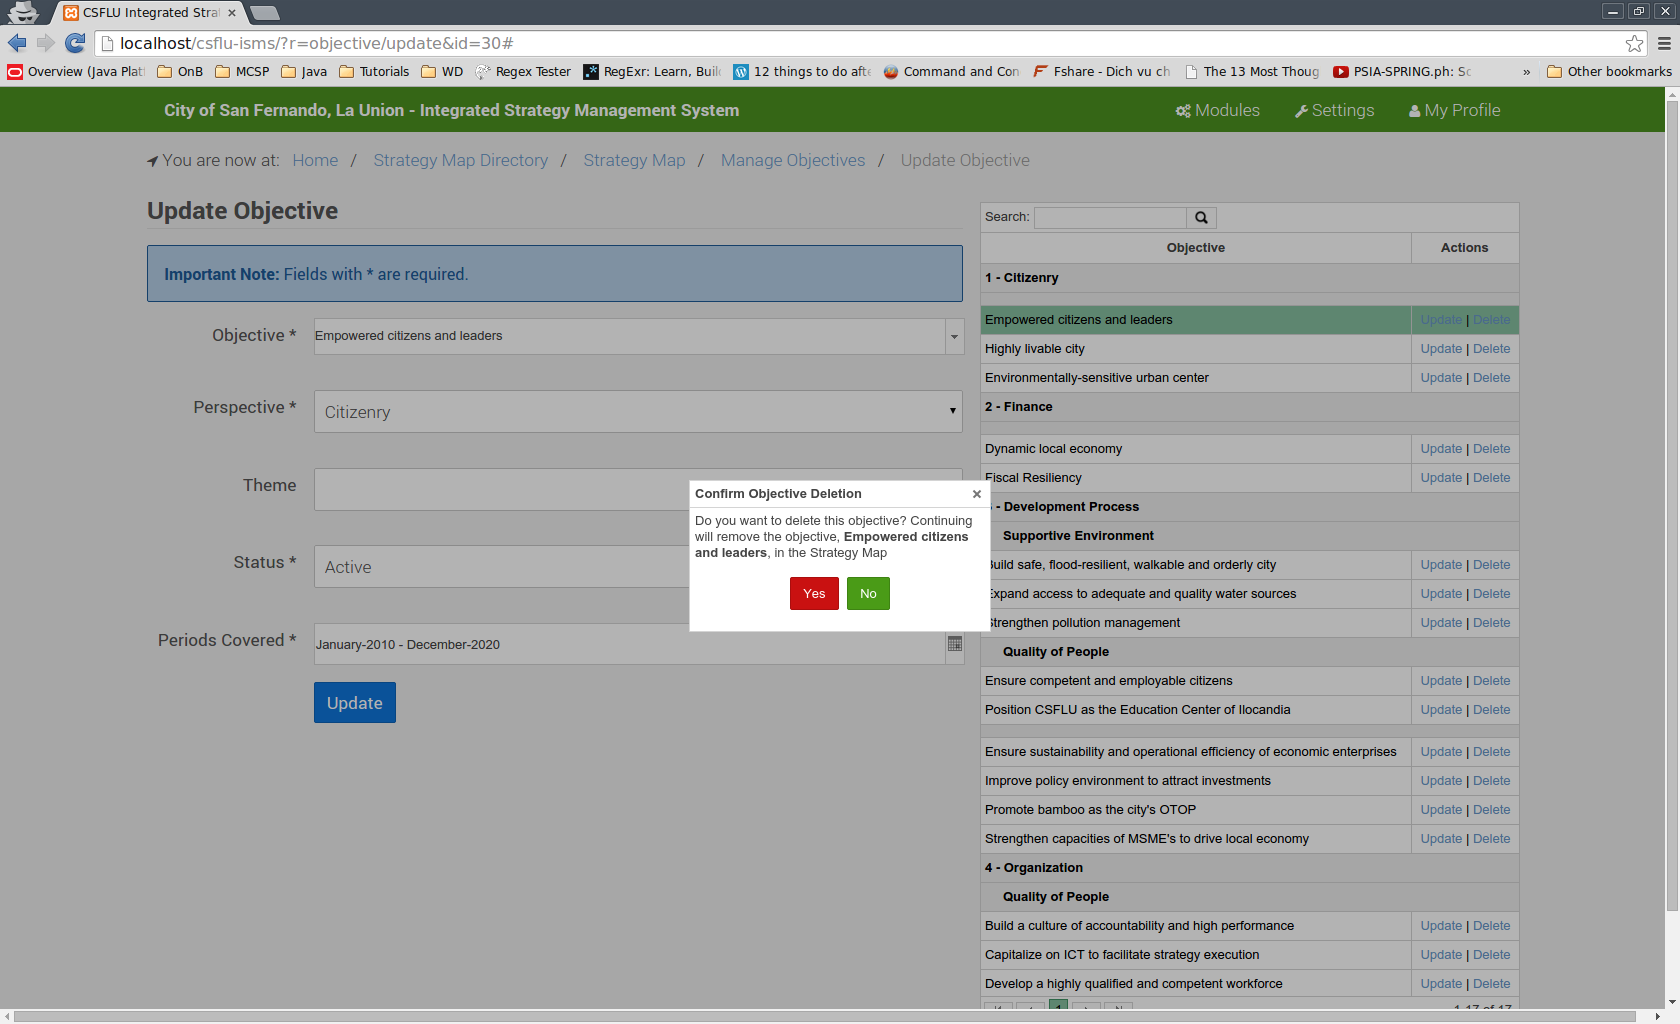 CSFLU Integrated Stra
localhost/csflu-isms/?r=objective/update&id=30#
Overview (Java Plat
OnB
MCSP
Java
Tutorials
WD
Regex Tester
RegExr: Learn, Buil
12 things to do afte
Command and Con
Fshare - Dich vu ch
The 13 Most Thoug
PSIA-SPRING.ph: Sc
»
Other bookmarks
City of San Fernando, La Union - Integrated Strategy Management System
Modules
Settings
My Profile
You are now at: Home / Strategy Map Directory / Strategy Map / Manage Objectives / Update Objective
Update Objective
Important Note: Fields with * are required.
Objective *
Empowered citizens and leaders
Perspective *
Citizenry
Theme
Status *
Active
Periods Covered *
January-2010 - December-2020
Update
Confirm Objective Deletion ×
Do you want to delete this objective? Continuing
will remove the objective, Empowered citizens
and leaders, in the Strategy Map
Yes No
Search:
Objective Actions
1 - Citizenry
Empowered citizens and leaders Update | Delete
Highly livable city Update | Delete
Environmentally-sensitive urban center Update | Delete
2 - Finance
Dynamic local economy Update | Delete
Fiscal Resiliency Update | Delete
- Development Process
Supportive Environment
Build safe, flood-resilient, walkable and orderly city Update | Delete
Expand access to adequate and quality water sources Update | Delete
Strengthen pollution management Update | Delete
Quality of People
Ensure competent and employable citizens Update | Delete
Position CSFLU as the Education Center of Ilocandia Update | Delete
Ensure sustainability and operational efficiency of economic enterprises Update | Delete
Improve policy environment to attract investments Update | Delete
Promote bamboo as the city's OTOP Update | Delete
Strengthen capacities of MSME's to drive local economy Update | Delete
4 - Organization
Quality of People
Build a culture of accountability and high performance Update | Delete
Capitalize on ICT to facilitate strategy execution Update | Delete
Develop a highly qualified and competent workforce Update | Delete
1 1-17 of 17